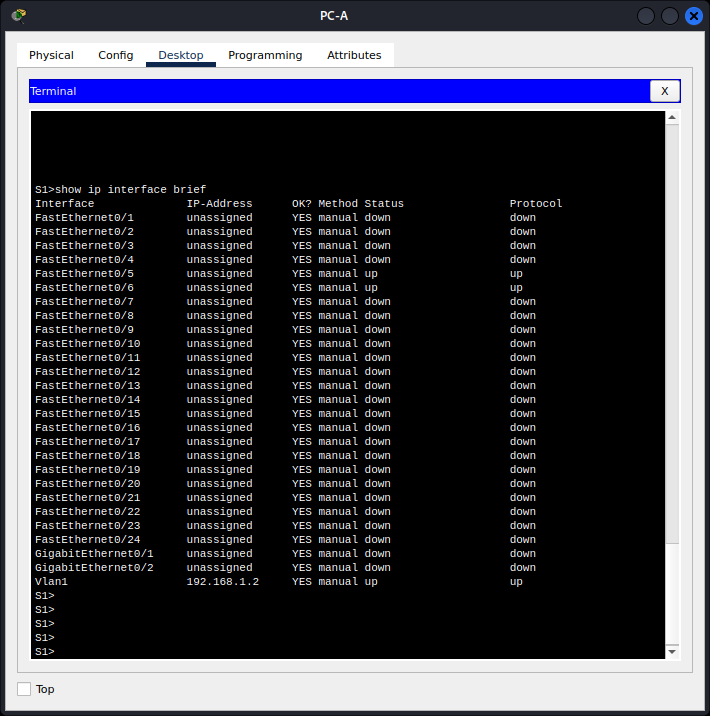 PC-A
Physical Config Desktop Programming Attributes
Terminal X
S1>show ip interface brief
Interface IP-Address OK? Method Status Protocol
FastEthernet0/1 unassigned YES manual down down
FastEthernet0/2 unassigned YES manual down down
FastEthernet0/3 unassigned YES manual down down
FastEthernet0/4 unassigned YES manual down down
FastEthernet0/5 unassigned YES manual up up
FastEthernet0/6 unassigned YES manual up up
FastEthernet0/7 unassigned YES manual down down
FastEthernet0/8 unassigned YES manual down down
FastEthernet0/9 unassigned YES manual down down
FastEthernet0/10 unassigned YES manual down down
FastEthernet0/11 unassigned YES manual down down
FastEthernet0/12 unassigned YES manual down down
FastEthernet0/13 unassigned YES manual down down
FastEthernet0/14 unassigned YES manual down down
FastEthernet0/15 unassigned YES manual down down
FastEthernet0/16 unassigned YES manual down down
FastEthernet0/17 unassigned YES manual down down
FastEthernet0/18 unassigned YES manual down down
FastEthernet0/19 unassigned YES manual down down
FastEthernet0/20 unassigned YES manual down down
FastEthernet0/21 unassigned YES manual down down
FastEthernet0/22 unassigned YES manual down down
FastEthernet0/23 unassigned YES manual down down
FastEthernet0/24 unassigned YES manual down down
GigabitEthernet0/1 unassigned YES manual down down
GigabitEthernet0/2 unassigned YES manual down down
Vlan1 192.168.1.2 YES manual up up
S1>
S1>
S1>
S1>
S1>
Top